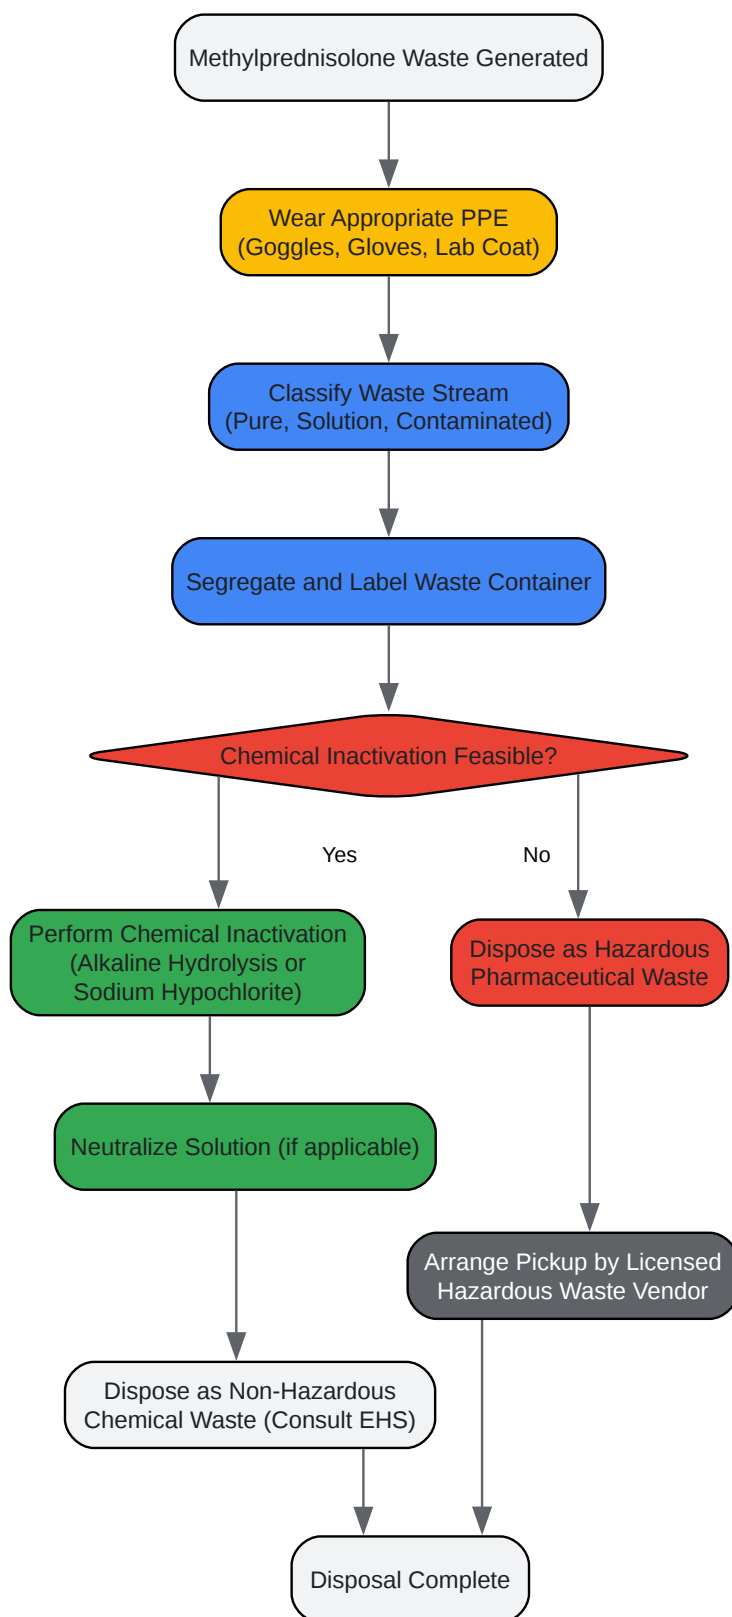 Methylprednisolone Waste Generated
Wear Appropriate PPE
(Goggles, Gloves, Lab Coat)
Classify Waste Stream
(Pure, Solution, Contaminated)
Segregate and Label Waste Container
Chemical Inactivation Feasible?
Yes
No
Perform Chemical Inactivation
(Alkaline Hydrolysis or
Sodium Hypochlorite)
Dispose as Hazardous
Pharmaceutical Waste
Neutralize Solution (if applicable)
Arrange Pickup by Licensed
Hazardous Waste Vendor
Dispose as Non-Hazardous
Chemical Waste (Consult EHS)
Disposal Complete